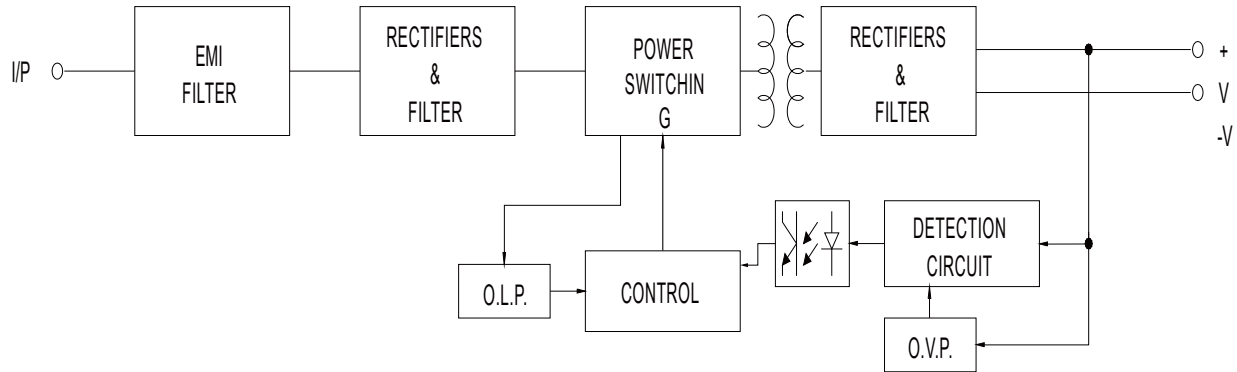 I/P
EMI
FILTER
RECTIFIERS
&
FILTER
POWER
SWITCHIN
G
RECTIFIERS
&
FILTER
+
V
-V
O.L.P.
CONTROL
DETECTION
CIRCUIT
O.V.P.